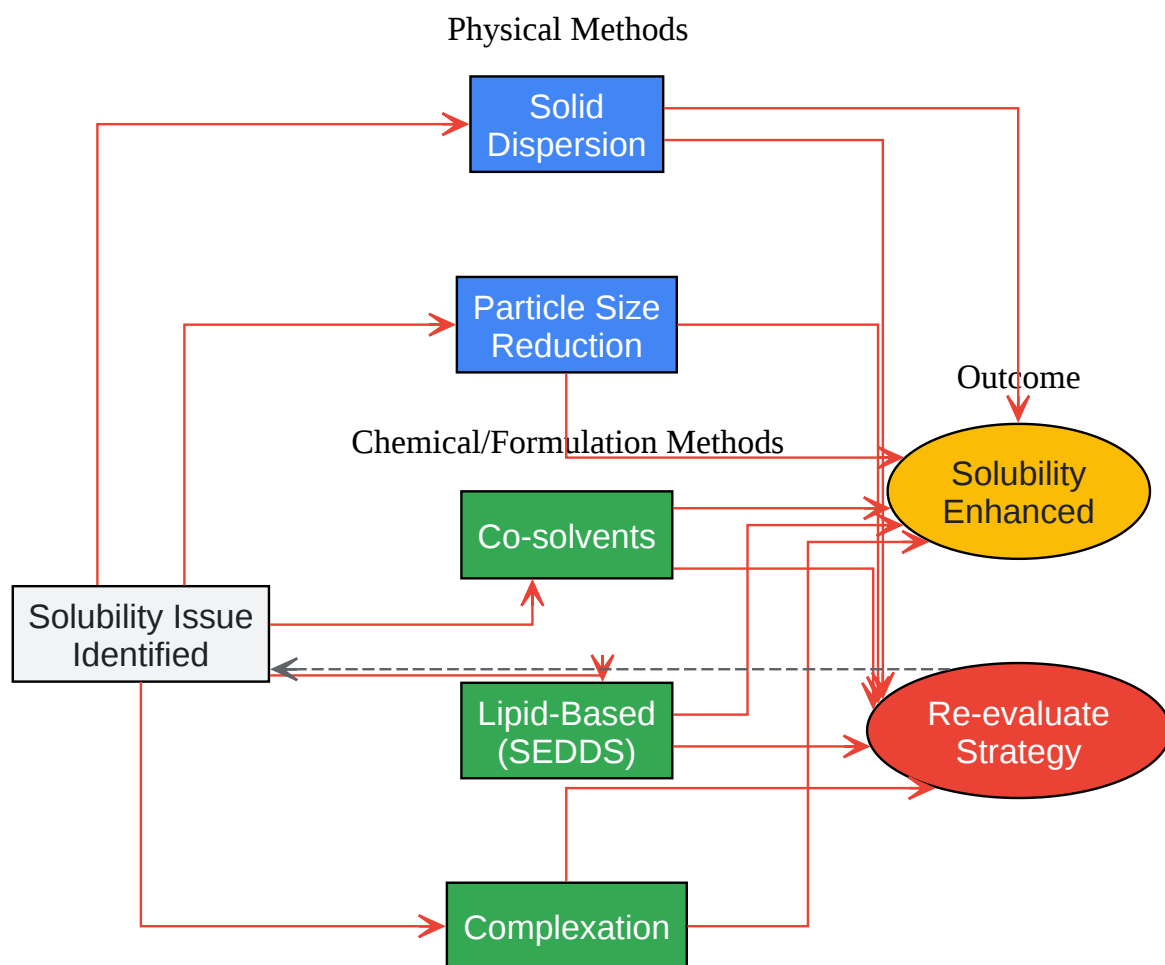 Physical Methods
Solid
Dispersion
Particle Size
Reduction
Outcome
Chemical/Formulation Methods
Solubility
Enhanced
Co-solvents
Solubility Issue
Identified
Lipid-Based
(SEDDS)
Re-evaluate
Strategy
Complexation